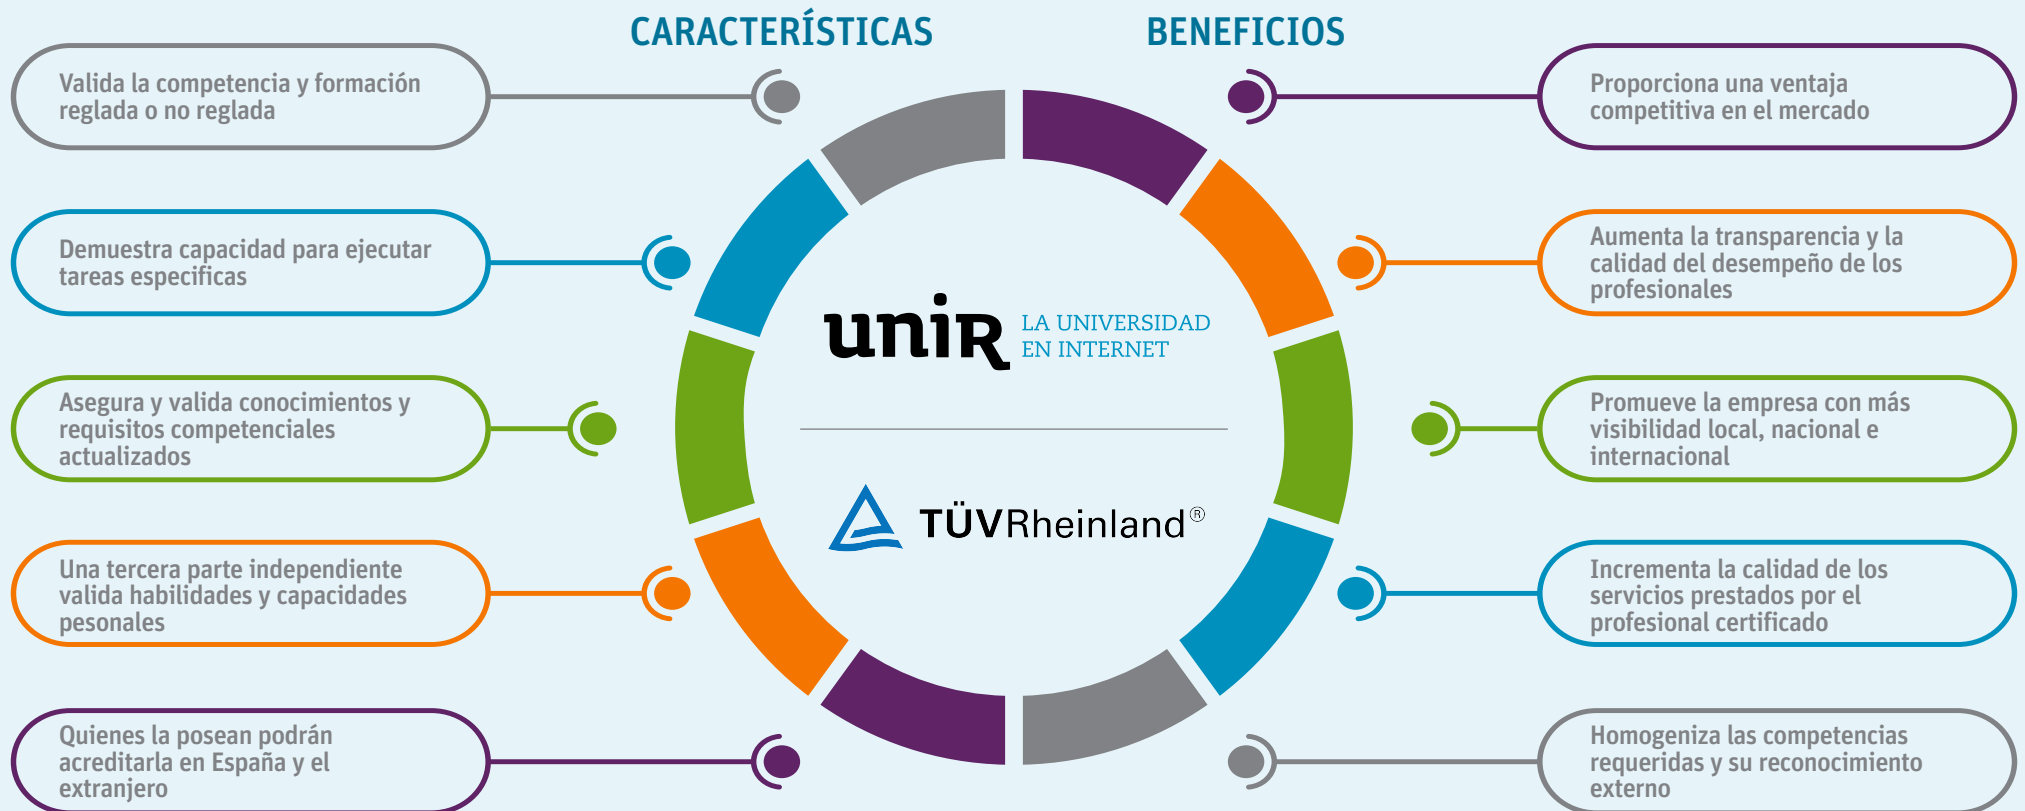 CARACTERÍSTICAS
Valida la competencia y formación
reglada o no reglada
Demuestra capacidad para ejecutar
tareas especificas
Asegura y valida conocimientos y
requisitos competenciales
actualizados
Una tercera parte independiente
valida habilidades y capacidades
pesonales
Quienes la posean podrán
acreditarla en España y el
extranjero
uniR
LA UNIVERSIDAD
EN INTERNET
TÜVRheinland®
BENEFICIOS
Proporciona una ventaja
competitiva en el mercado
Aumenta la transparencia y la
calidad del desempeño de los
profesionales
Promueve la empresa con más
visibilidad local, nacional e
internacional
Incrementa la calidad de los
servicios prestados por el
profesional certificado
Homogeniza las competencias
requeridas y su reconocimiento
externo